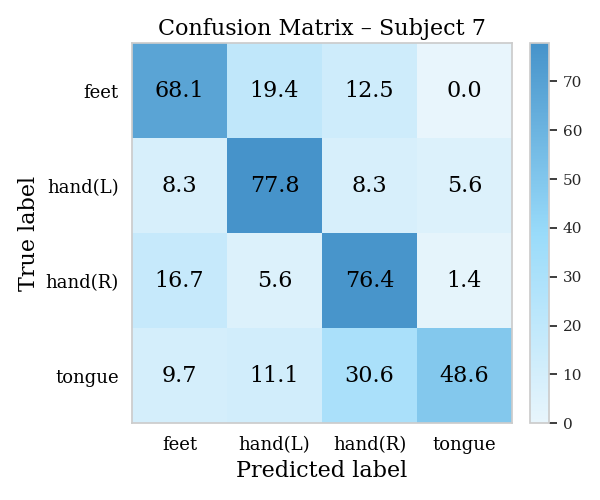 Confusion Matrix – Subject 7
True label
feet 68.1 19.4 12.5 0.0
hand(L) 8.3 77.8 8.3 5.6
hand(R) 16.7 5.6 76.4 1.4
tongue 9.7 11.1 30.6 48.6
feet hand(L) hand(R) tongue
Predicted label
70
60
50
40
30
20
10
0